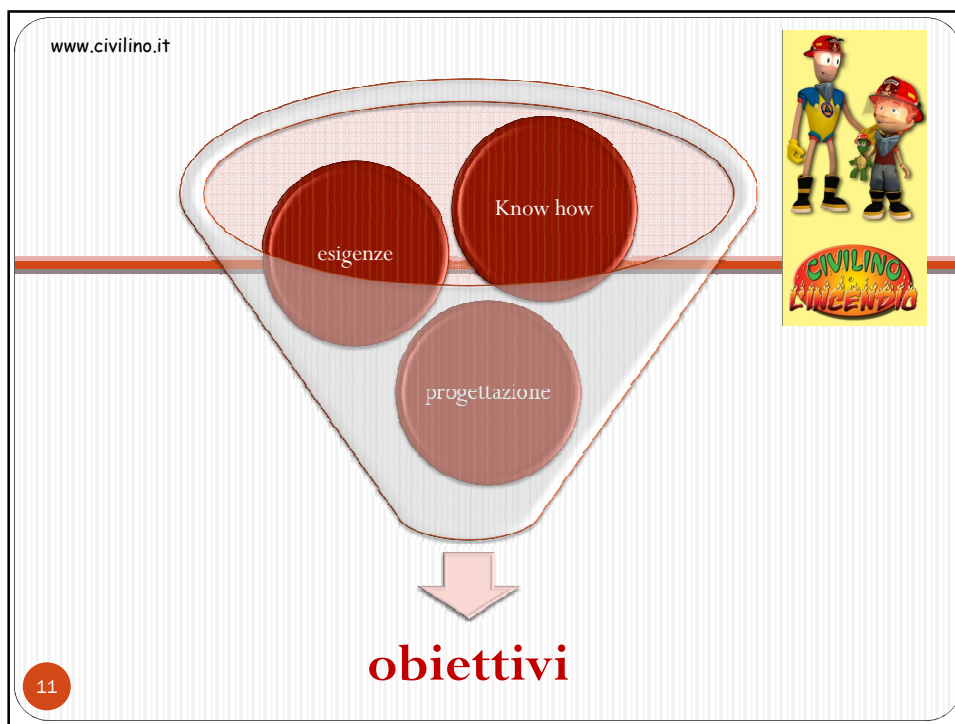 www.civilino.it
Know how
esigenze
progettazione
CIVILINO
e
L'INCENDIO
obiettivi
11